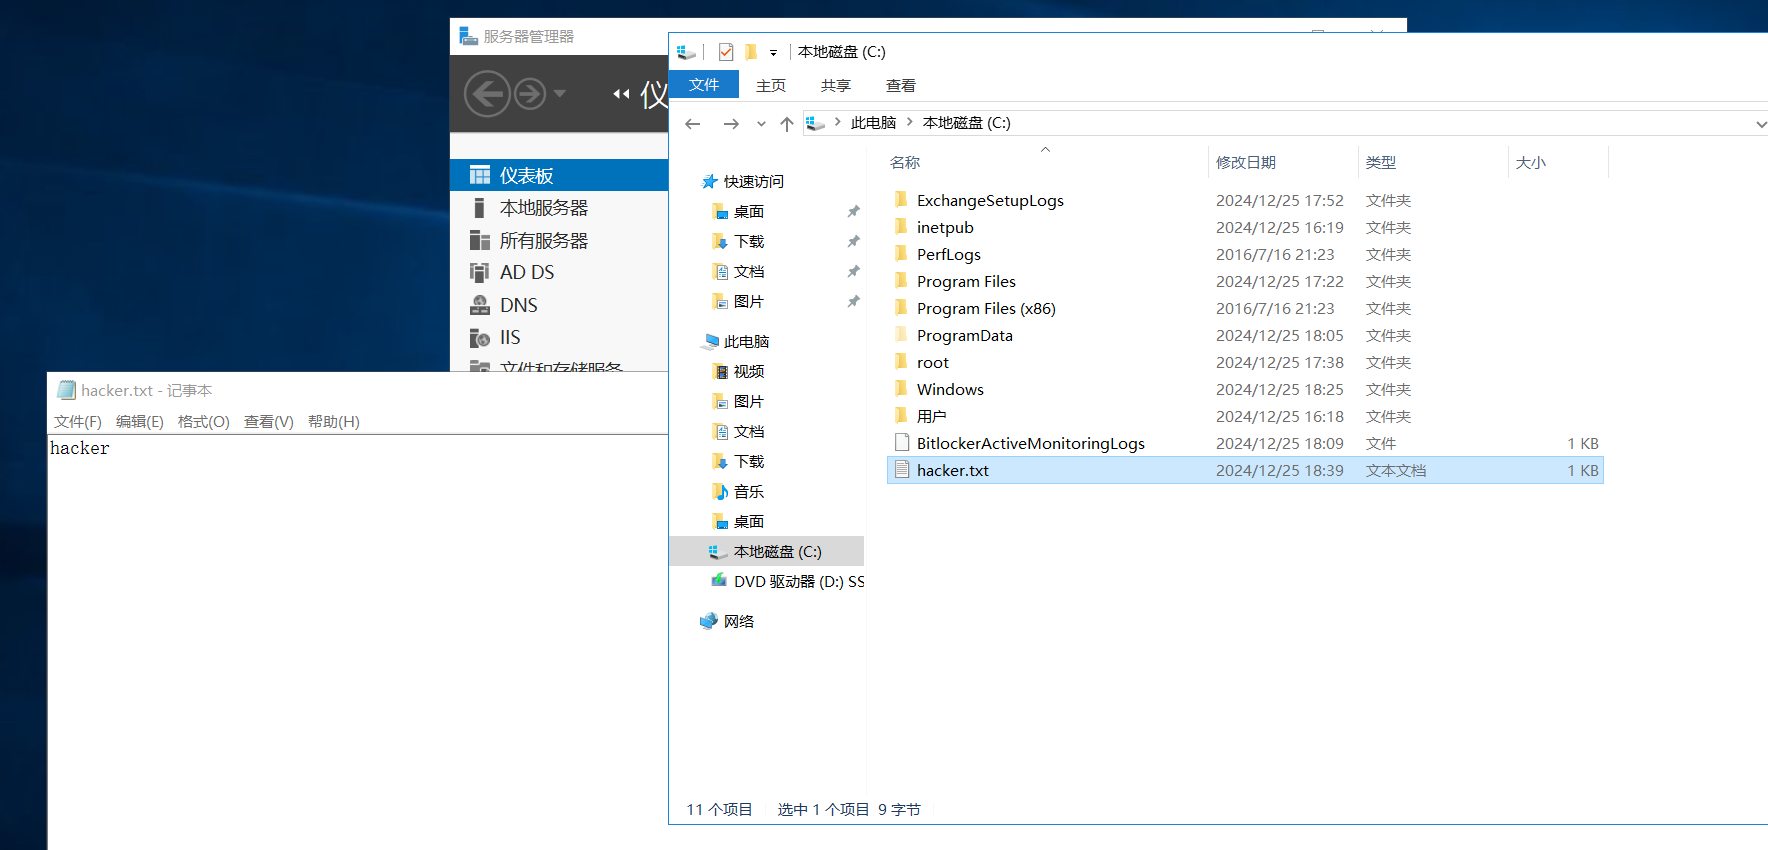 服务器管理器
仪
仪表板
本地服务器
所有服务器
AD DS
DNS
IIS
文件和存储服务
hacker.txt - 记事本
文件(F) 编辑(E) 格式(O) 查看(V) 帮助(H)
hacker
本地磁盘 (C:)
文件 主页 共享 查看
此电脑 本地磁盘 (C:)
快速访问
桌面
下载
文档
图片
此电脑
视频
图片
文档
下载
音乐
桌面
本地磁盘 (C:)
DVD 驱动器 (D:) SS
网络
名称 修改日期 类型 大小
ExchangeSetupLogs 2024/12/25 17:52 文件夹
inetpub 2024/12/25 16:19 文件夹
PerfLogs 2016/7/16 21:23 文件夹
Program Files 2024/12/25 17:22 文件夹
Program Files (x86) 2016/7/16 21:23 文件夹
ProgramData 2024/12/25 18:05 文件夹
root 2024/12/25 17:38 文件夹
Windows 2024/12/25 18:25 文件夹
用户 2024/12/25 16:18 文件夹
BitlockerActiveMonitoringLogs 2024/12/25 18:09 文件 1 KB
hacker.txt 2024/12/25 18:39 文本文档 1 KB
11 个项目 选中 1 个项目 9 字节